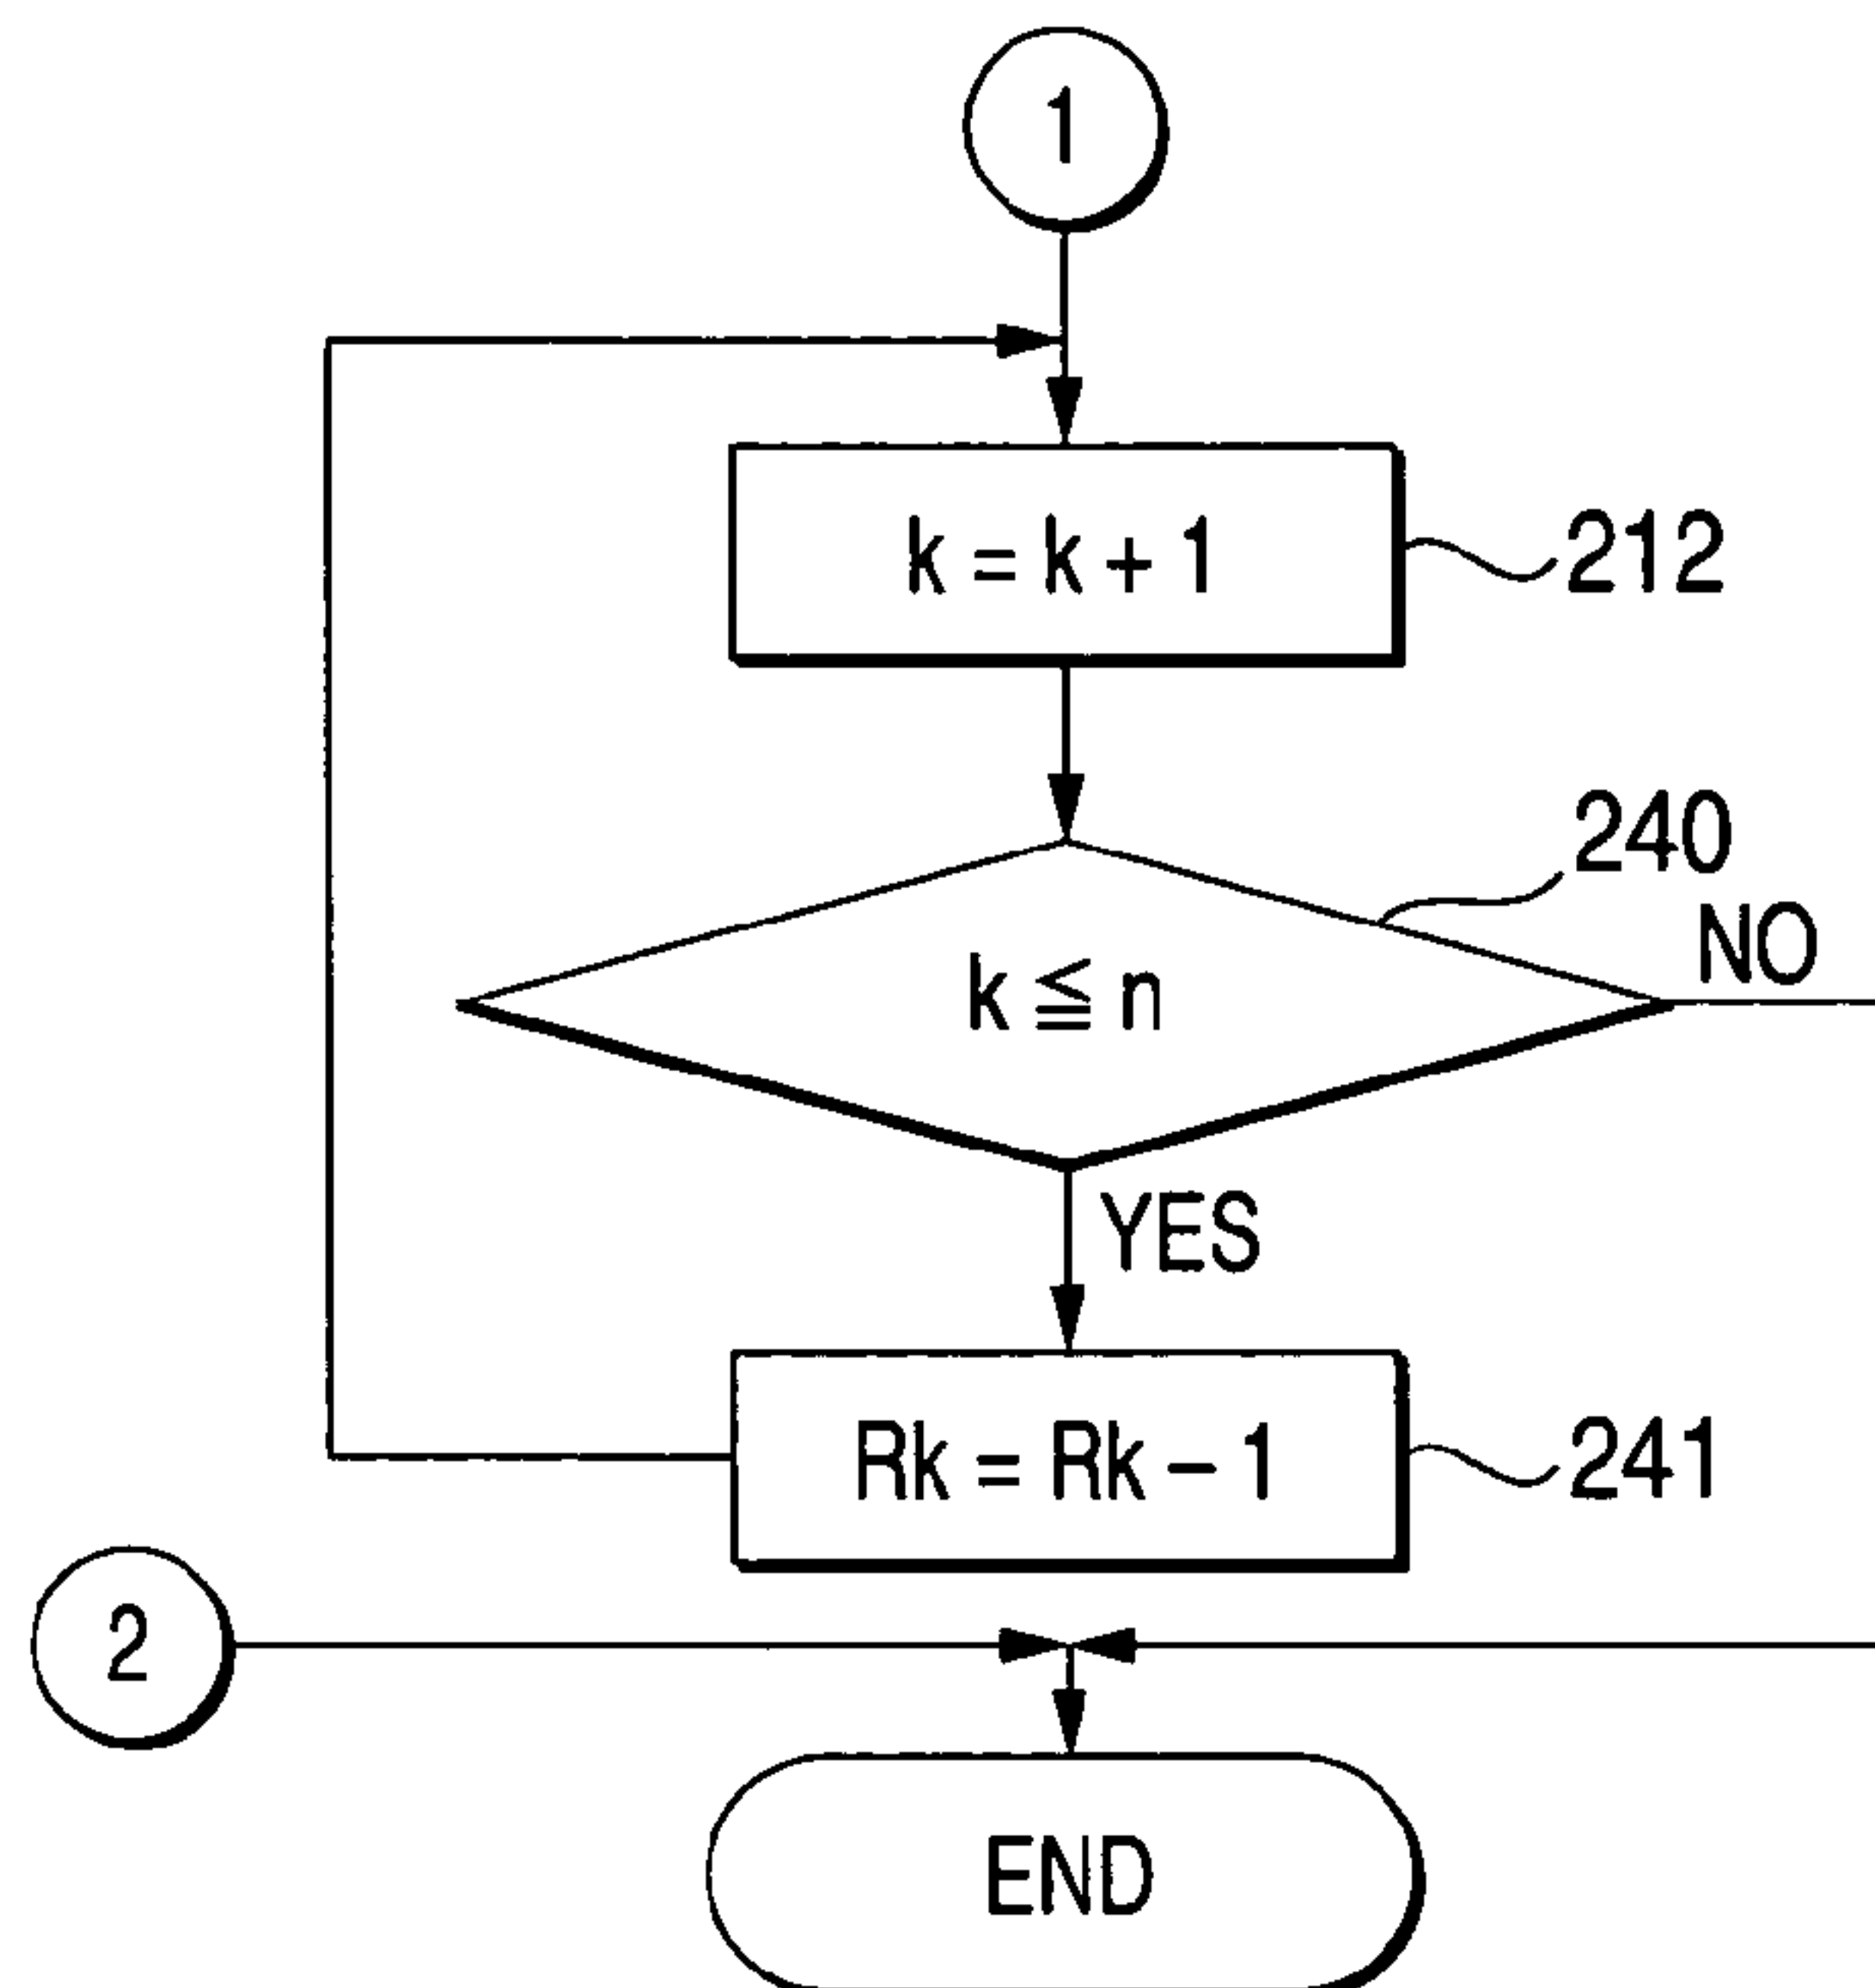 1
k = k + 1
212
240
NO
k ≦ n
YES
Rk = Rk − 1
241
2
END